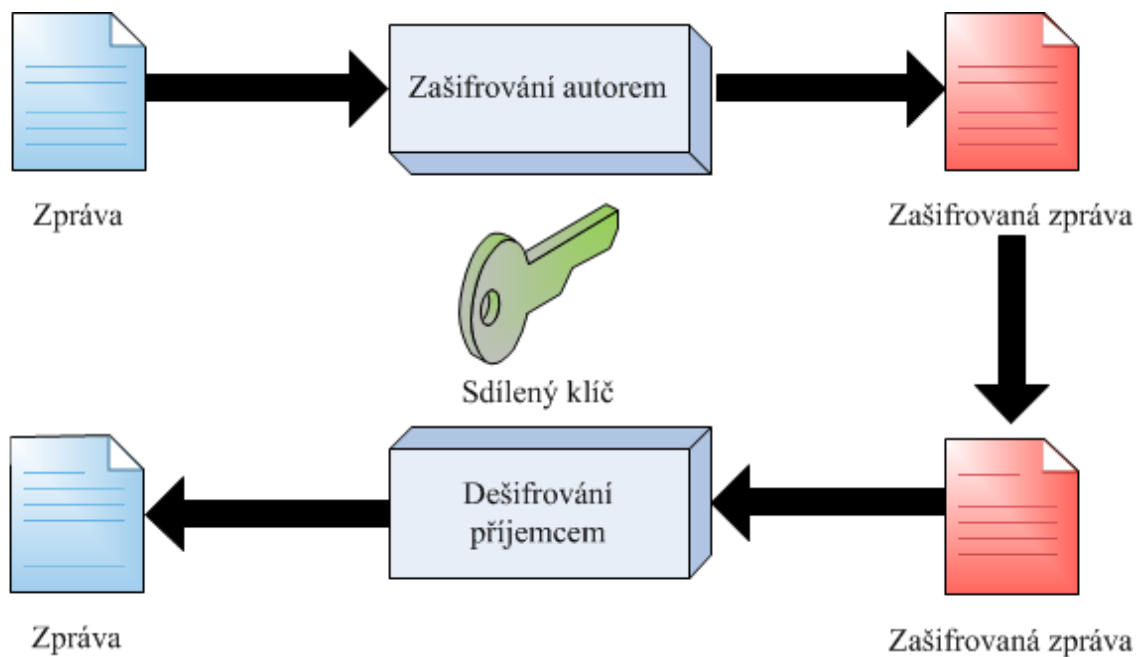 Zašifrování autorem
Zpráva
Zašifrovaná zpráva
Sdílený klíč
Dešifrování
příjemcem
Zpráva
Zašifrovaná zpráva